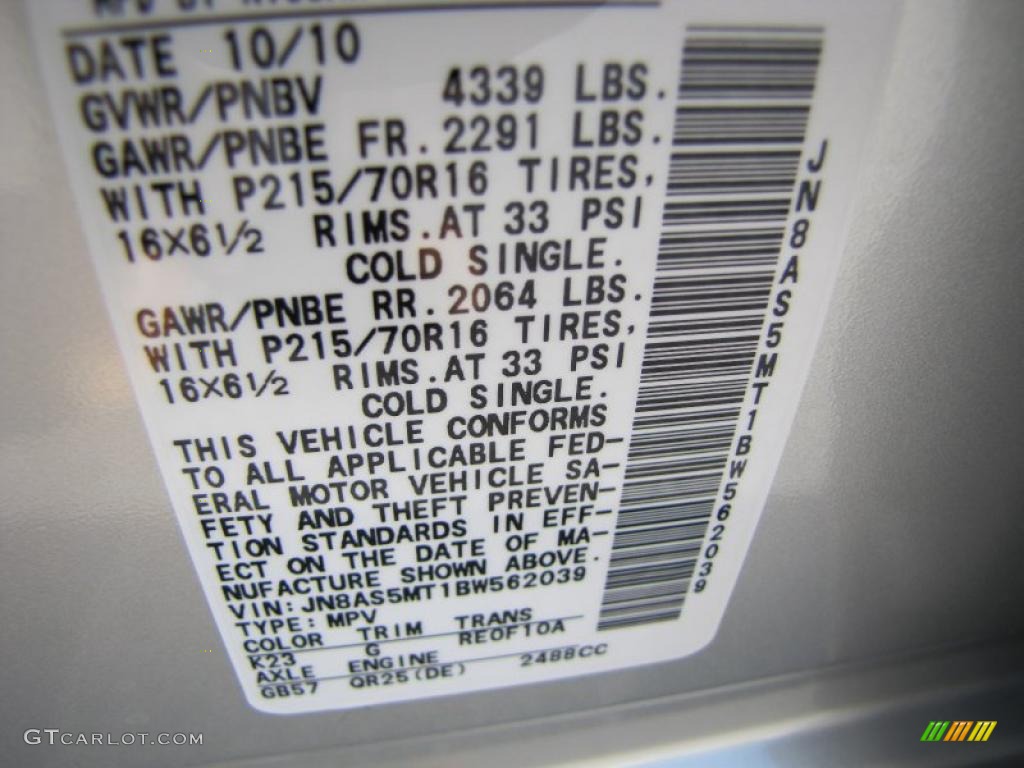 DATE 10/10
GVWR/PNBV 4339 LBS.
GAWR/PNBE FR. 2291 LBS.
WITH P215/70R16 TIRES,
16X6½ RIMS. AT 33 PSI
COLD SINGLE.
GAWR/PNBE RR. 2064 LBS.
WITH P215/70R16 TIRES,
16X6½ RIMS. AT 33 PSI
COLD SINGLE.
THIS VEHICLE CONFORMS
TO ALL APPLICABLE FED-
ERAL MOTOR VEHICLE SA-
FETY AND THEFT PREVEN-
TION STANDARDS IN EFF-
ECT ON THE DATE OF MA-
NUFACTURE SHOWN ABOVE.
VIN: JN8AS5MT1BW562039
TYPE: MPV
COLOR TRIM TRANS
K23 G RE0F10A
AXLE ENGINE
GB57 QR25(DE) 2488CC
JN8AS5MT1BW562039
GTCARLOT.COM